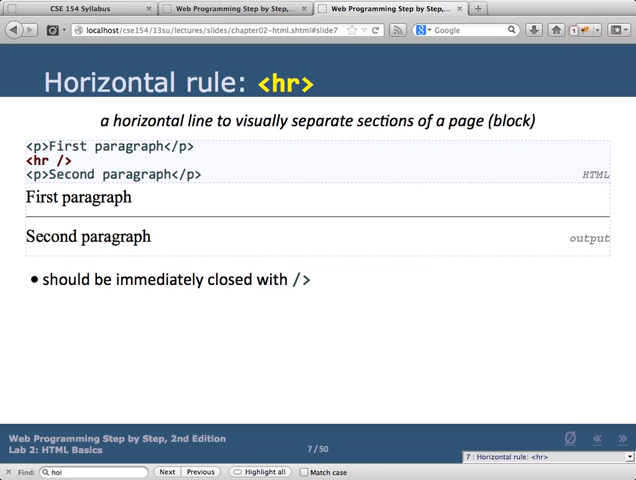 CSE 154 Syllabus
Web Programming Step by Step,...
Web Programming Step by Step,...
localhost/cse154/13su/lectures/slides/chapter02-html.shtml#slide7
Google
Horizontal rule: <hr>
a horizontal line to visually separate sections of a page (block)
<p>First paragraph</p>
<hr />
<p>Second paragraph</p>
HTML
First paragraph
Second paragraph
output
• should be immediately closed with />
Web Programming Step by Step, 2nd Edition
Lab 2: HTML Basics
7 / 50
Ø « »
7 : Horizontal rule: <hr>
Find: hol Next Previous Highlight all Match case